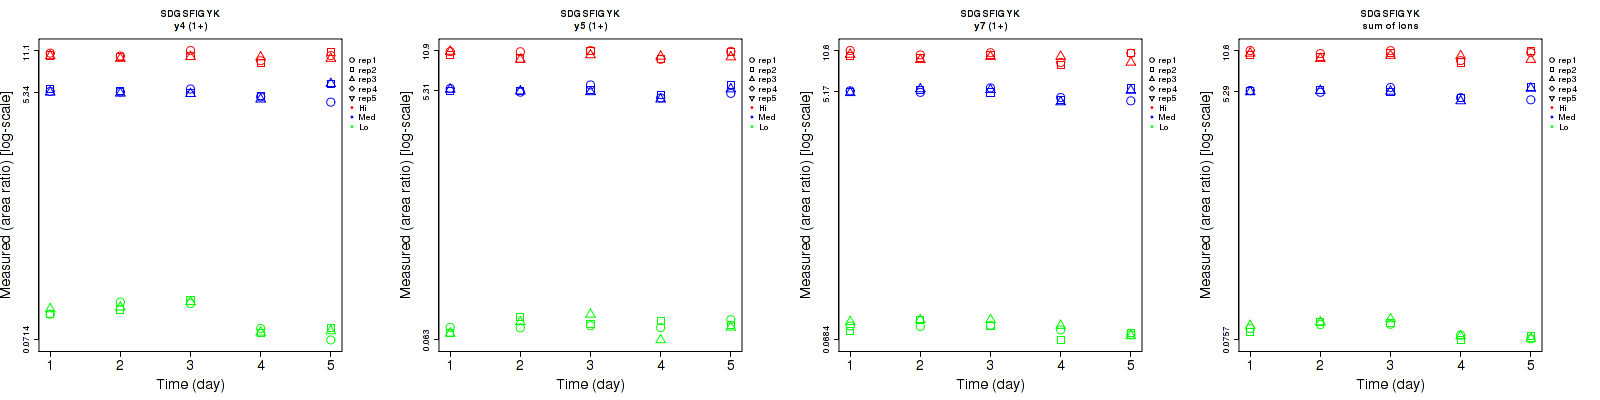 SDGSFIGYK
y4 (1+)
11.1
5.34
0.0714
Measured (area ratio) [log-scale]
1 2 3 4 5
Time (day)
rep1
rep2
rep3
rep4
rep5
Hi
Med
Lo
SDGSFIGYK
y5 (1+)
10.9
5.31
Measured (area ratio) [log-scale]
1 2 3 4 5
Time (day)
rep1
rep2
rep3
rep4
rep5
Hi
Med
Lo
SDGSFIGYK
y7 (1+)
10.6
5.17
0.0684
Measured (area ratio) [log-scale]
1 2 3 4 5
Time (day)
rep1
rep2
rep3
rep4
rep5
Hi
Med
Lo
SDGSFIGYK
sum of ions
10.6
5.29
0.0757
Measured (area ratio) [log-scale]
1 2 3 4 5
Time (day)
rep1
rep2
rep3
rep4
rep5
Hi
Med
Lo